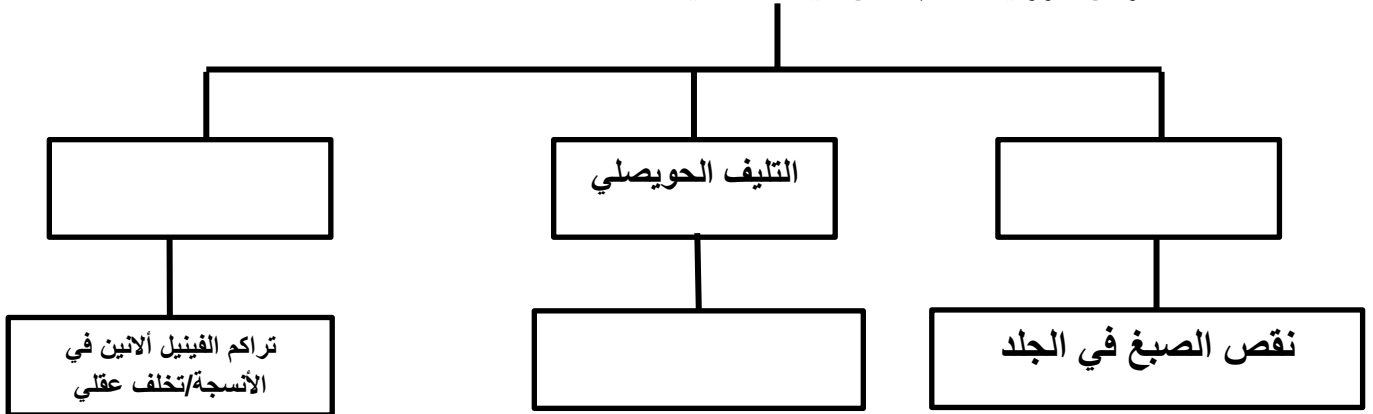 التليف الحويصلي
نقص الصبغ في الجلد
تراكم الفينيل ألانين في
الأنسجة/تخلف عقلي